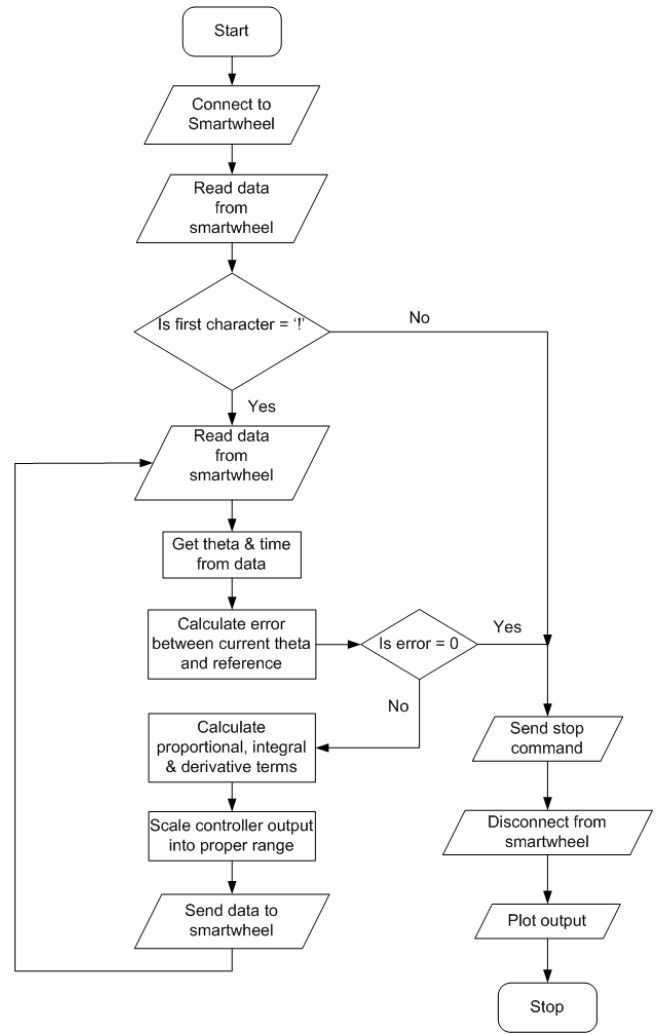 Start
Connect to
Smartwheel
Read data
from
smartwheel
Is first character = '!'
No
Yes
Read data
from
smartwheel
Get theta & time
from data
Calculate error
between current theta
and reference
Is error = 0
Yes
No
Calculate
proportional, integral
& derivative terms
Scale controller output
into proper range
Send data to
smartwheel
Send stop
command
Disconnect from
smartwheel
Plot output
Stop